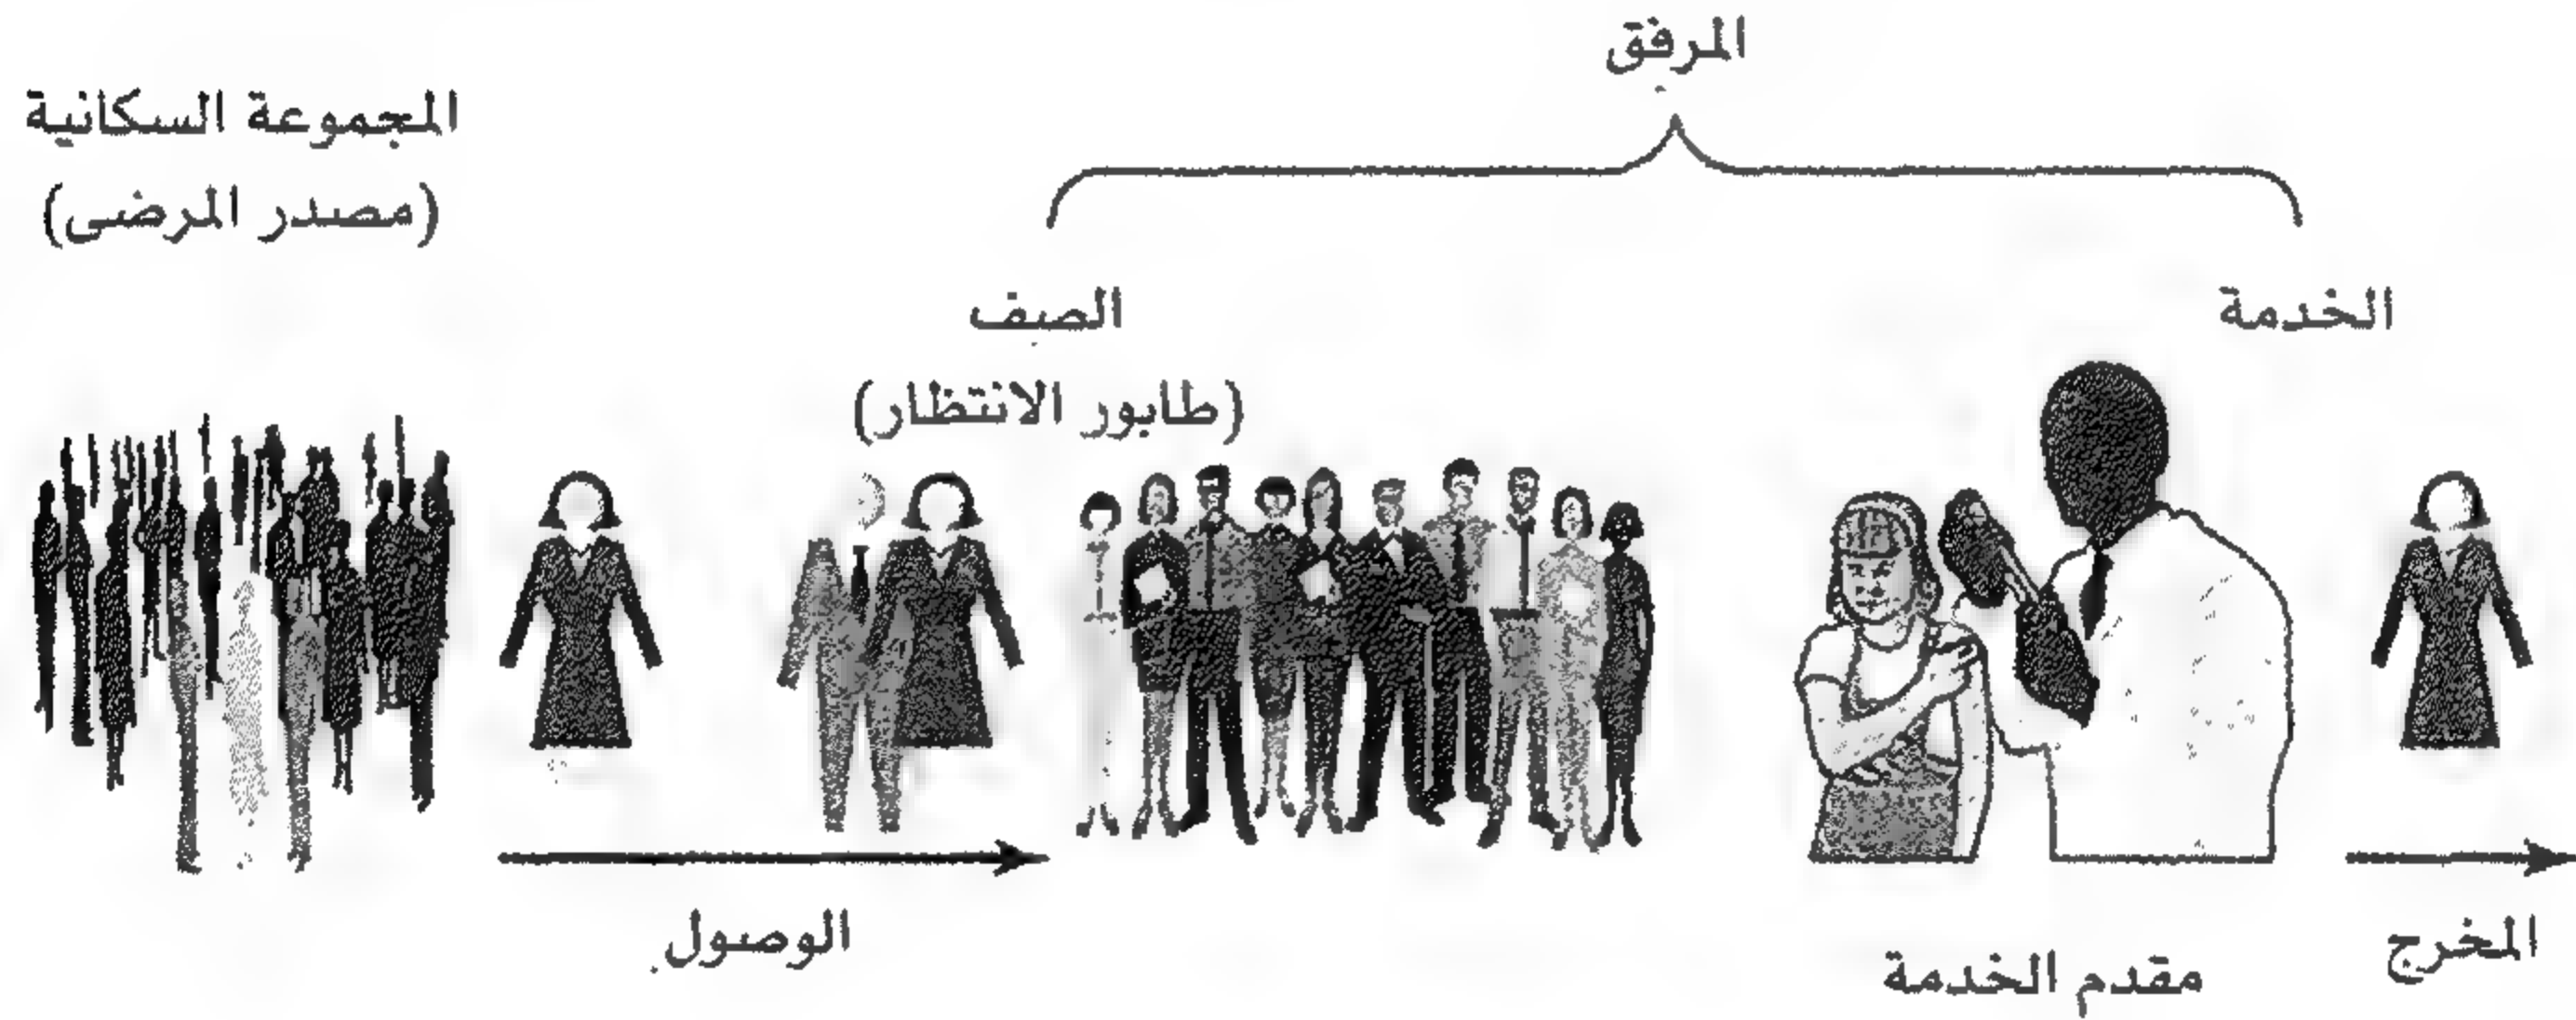 المرفق
المجموعة السكانية
(مصدر المرضى)
الصف
(طابور الانتظار)
الخدمة
الوصول
مقدم الخدمة
المخرج